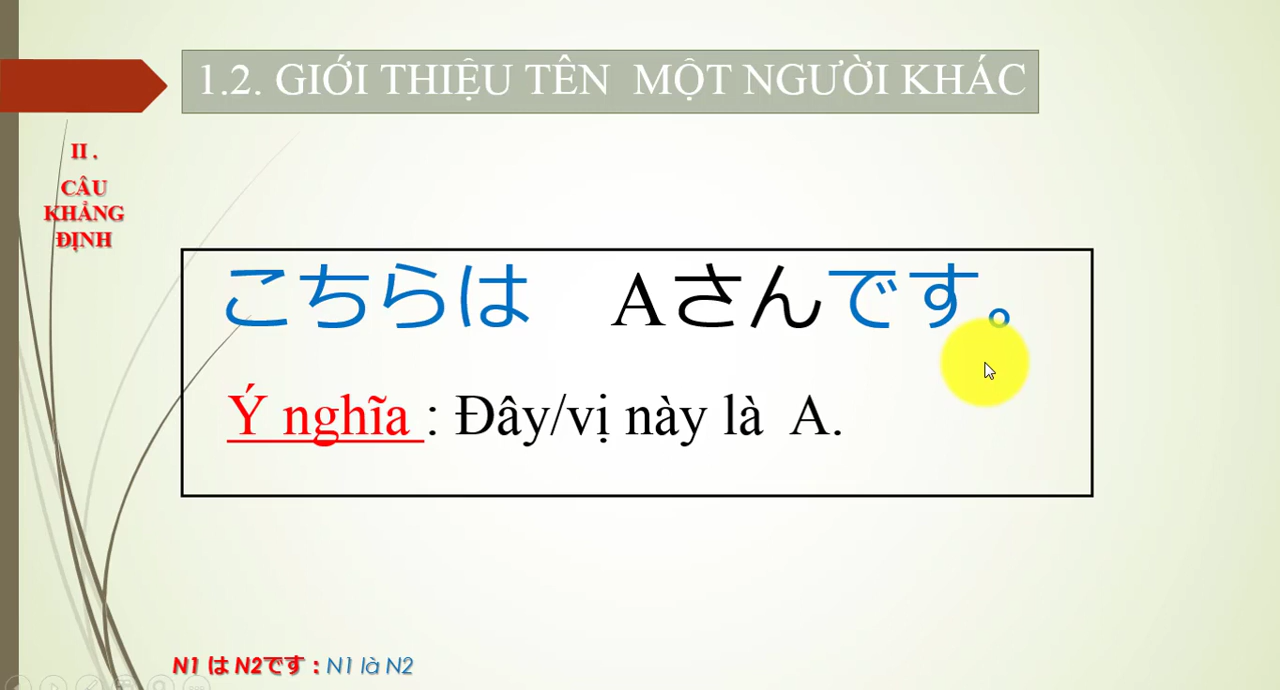 1.2. GIỚI THIỆU TÊN MỘT NGƯỜI KHÁC
II .
CÂU
KHẲNG
ĐỊNH
こちらは Aさんです。
Ý nghĩa : Đây/vị này là A.
N1 は N2です : N1 là N2